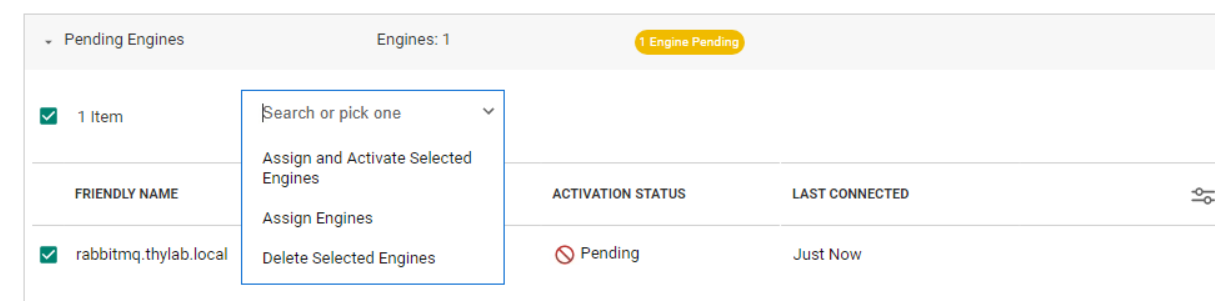 Pending Engines Engines: 1 1 Engine Pending
1 Item Search or pick one
Assign and Activate Selected
Engines
FRIENDLY NAME ACTIVATION STATUS LAST CONNECTED
Assign Engines
rabbitmq.thylab.local Pending Just Now
Delete Selected Engines